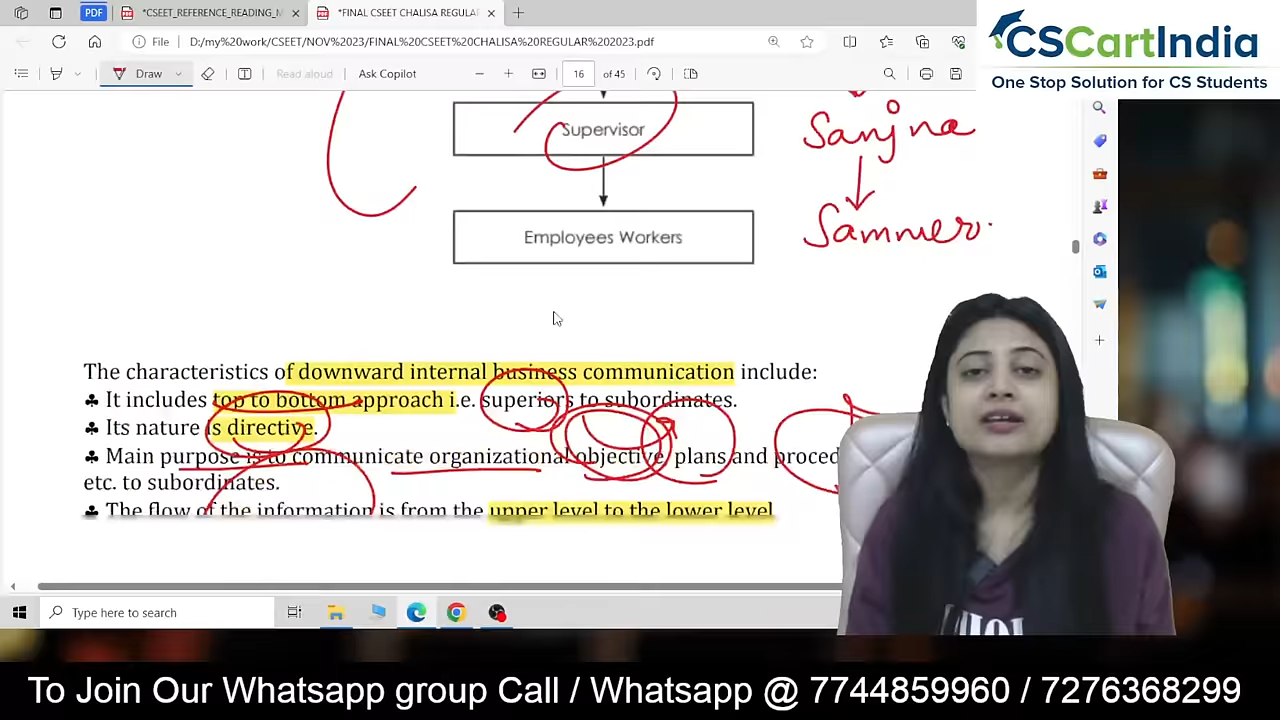 PDF
*CSEET_REFERENCE_READING_M
*FINAL CSEET CHALISA REGULAR
File
D:/my%20work/CSEET/NOV%2023/FINAL%20CSEET%20CHALISA%20REGULAR%202023.pdf
Draw
Read aloud
Ask Copilot
16 of 45
CSCartIndia
One Stop Solution for CS Students
Supervisor
Sanjna
Employees Workers
The characteristics of downward internal business communication include:
♣ It includes top to bottom approach i.e. superiors to subordinates.
♣ Its nature is directive.
♣ Main purpose is to communicate organizational objective, plans and proced
etc. to subordinates.
♣ The flow of the information is from the upper level to the lower level
Type here to search
To Join Our Whatsapp group Call / Whatsapp @ 7744859960 / 7276368299